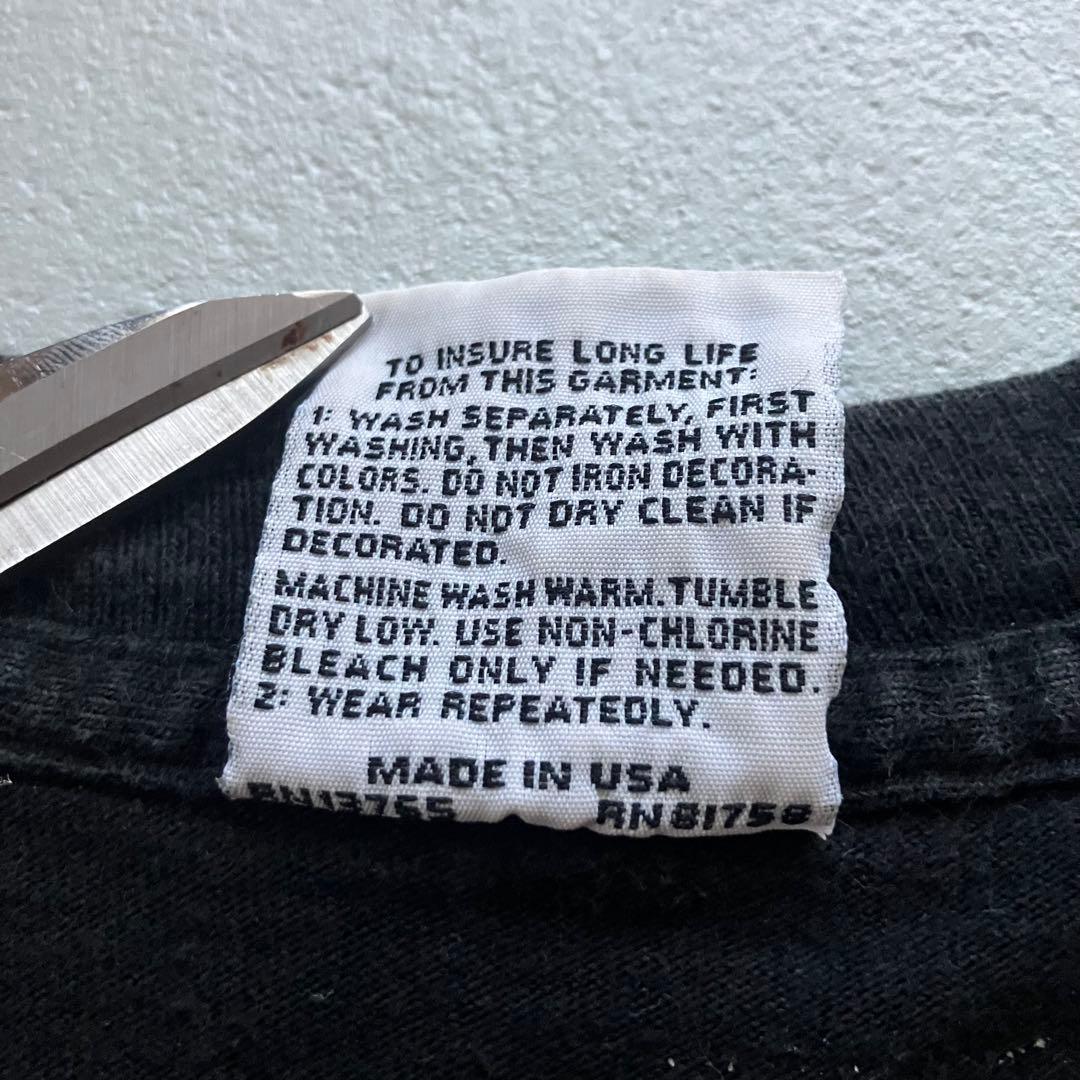 TO INSURE LONG LIFE
FROM THIS GARMENT:
1: WASH SEPARATELY, FIRST
WASHING, THEN WASH WITH
COLORS. DO NOT IRON DECORA-
TION. DO NOT DRY CLEAN IF
DECORATED.
MACHINE WASH WARM. TUMBLE
DRY LOW. USE NON-CHLORINE
BLEACH ONLY IF NEEDED.
2: WEAR REPEATEDLY.
MADE IN USA
RN13765 RN81758